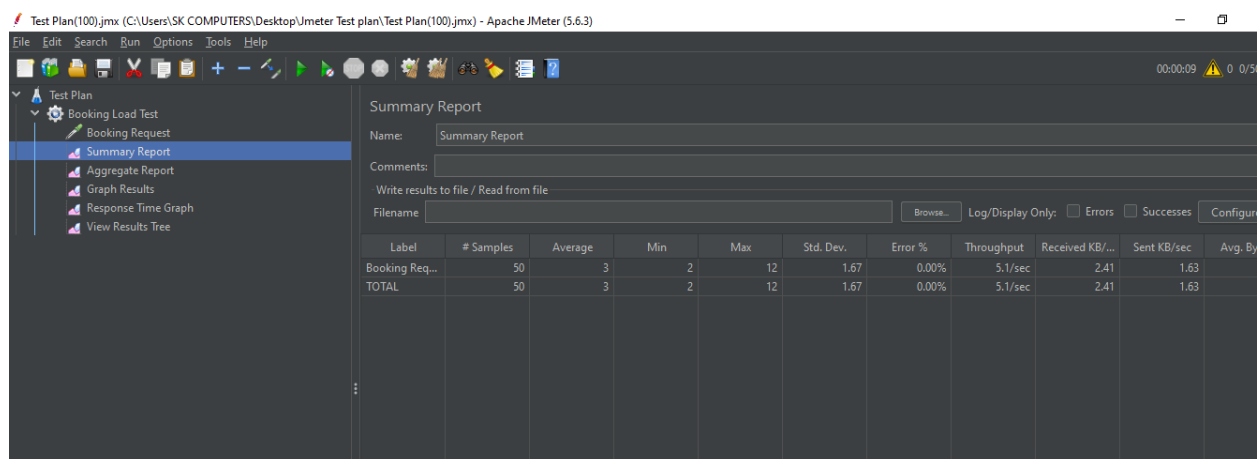 Test Plan(100).jmx (C:\Users\SK COMPUTERS\Desktop\Jmeter Test plan\Test Plan(100).jmx) - Apache JMeter (5.6.3)
File Edit Search Run Options Tools Help
00:00:09 0 0/50
Test Plan
Booking Load Test
Booking Request
Summary Report
Aggregate Report
Graph Results
Response Time Graph
View Results Tree
Summary Report
Name: Summary Report
Comments:
Write results to file / Read from file
Filename Browse... Log/Display Only: Errors Successes Configure
Label # Samples Average Min Max Std. Dev. Error % Throughput Received KB/... Sent KB/sec Avg. By
Booking Req... 50 3 2 12 1.67 0.00% 5.1/sec 2.41 1.63
TOTAL 50 3 2 12 1.67 0.00% 5.1/sec 2.41 1.63